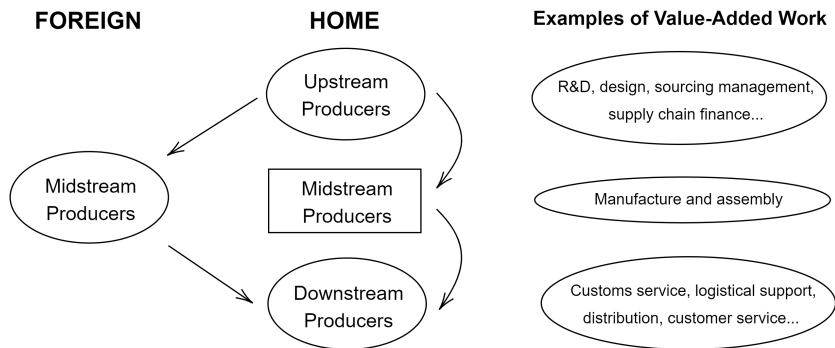 FOREIGN
HOME
Examples of Value-Added Work
Upstream
Producers
R&D, design, sourcing management,
supply chain finance...
Midstream
Producers
Midstream
Producers
Manufacture and assembly
Downstream
Producers
Customs service, logistical support,
distribution, customer service...